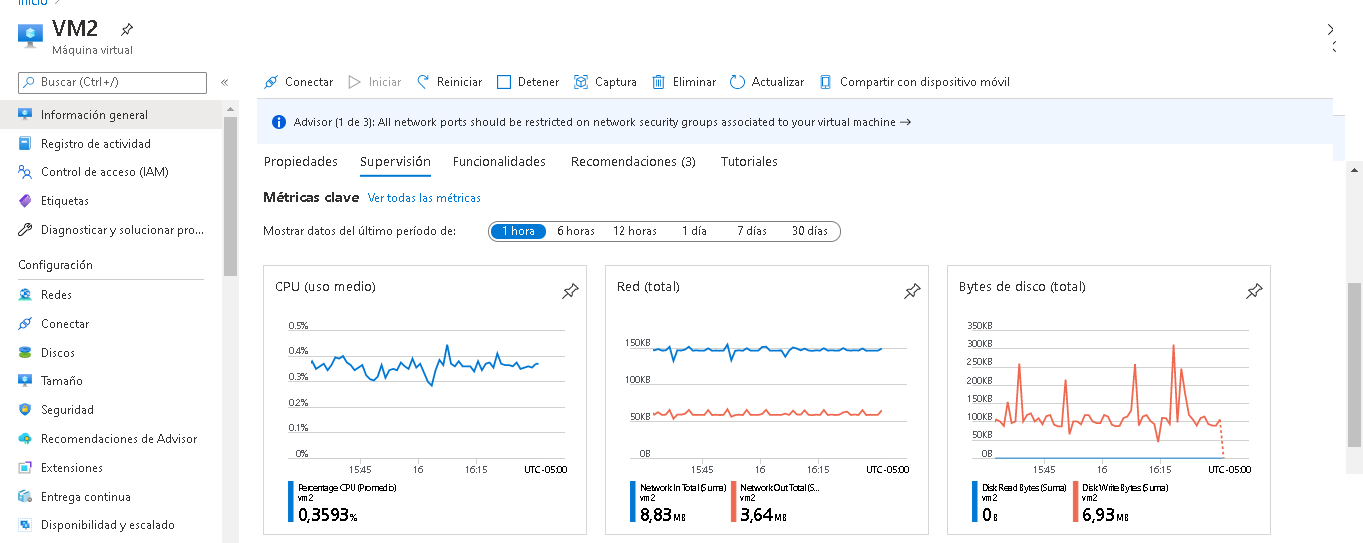 Inicio
VM2
Máquina virtual
Buscar (Ctrl+/)
«
Conectar
Iniciar
Reiniciar
Detener
Captura
Eliminar
Actualizar
Compartir con dispositivo móvil
Advisor (1 de 3): All network ports should be restricted on network security groups associated to your virtual machine →
Información general
Registro de actividad
Control de acceso (IAM)
Etiquetas
Diagnosticar y solucionar pro...
Configuración
Redes
Conectar
Discos
Tamaño
Seguridad
Recomendaciones de Advisor
Extensiones
Entrega continua
Disponibilidad y escalado
Propiedades
Supervisión
Funcionalidades
Recomendaciones (3)
Tutoriales
Métricas clave
Ver todas las métricas
Mostrar datos del último período de:
1 hora
6 horas
12 horas
1 día
7 días
30 días
CPU (uso medio)
0.5%
0.4%
0.3%
0.2%
0.1%
0%
15:45
16
16:15
UTC-05:00
Percentage CPU (Promedio)
vm2
0,3593%
Red (total)
150KB
100KB
50KB
0B
15:45
16
16:15
UTC-05:00
Network In Total (Suma)
vm2
8,83 MB
Network Out Total (S...
vm2
3,64 MB
Bytes de disco (total)
350KB
300KB
250KB
200KB
150KB
100KB
50KB
0B
15:45
16
16:15
UTC-05:00
Disk Read Bytes (Suma)
vm2
0 B
Disk Write Bytes (Suma)
vm2
6,93 MB